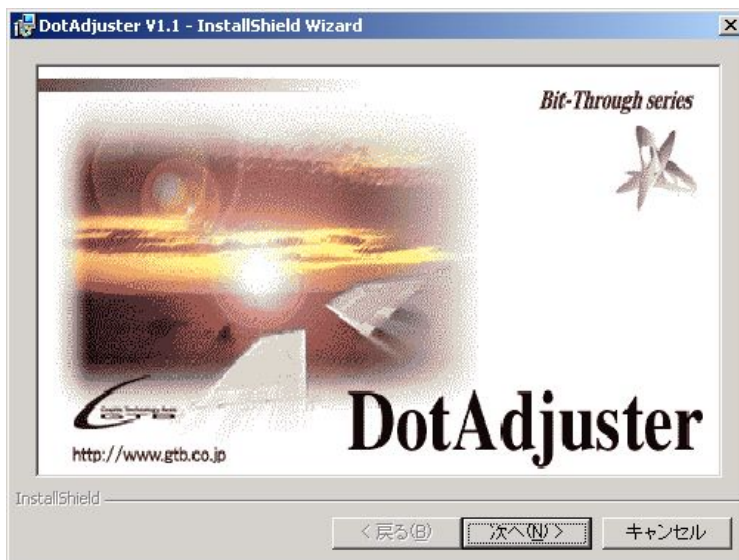 DotAdjuster V1.1 - InstallShield Wizard
Bit-Through series
GTB
http://www.gtb.co.jp
DotAdjuster
InstallShield
< 戻る(B)
次へ(N) >
キャンセル